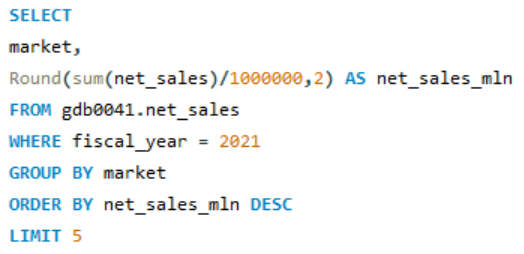 SELECT
market,
Round(sum(net_sales)/1000000,2) AS net_sales_mln
FROM gdb0041.net_sales
WHERE fiscal_year = 2021
GROUP BY market
ORDER BY net_sales_mln DESC
LIMIT 5